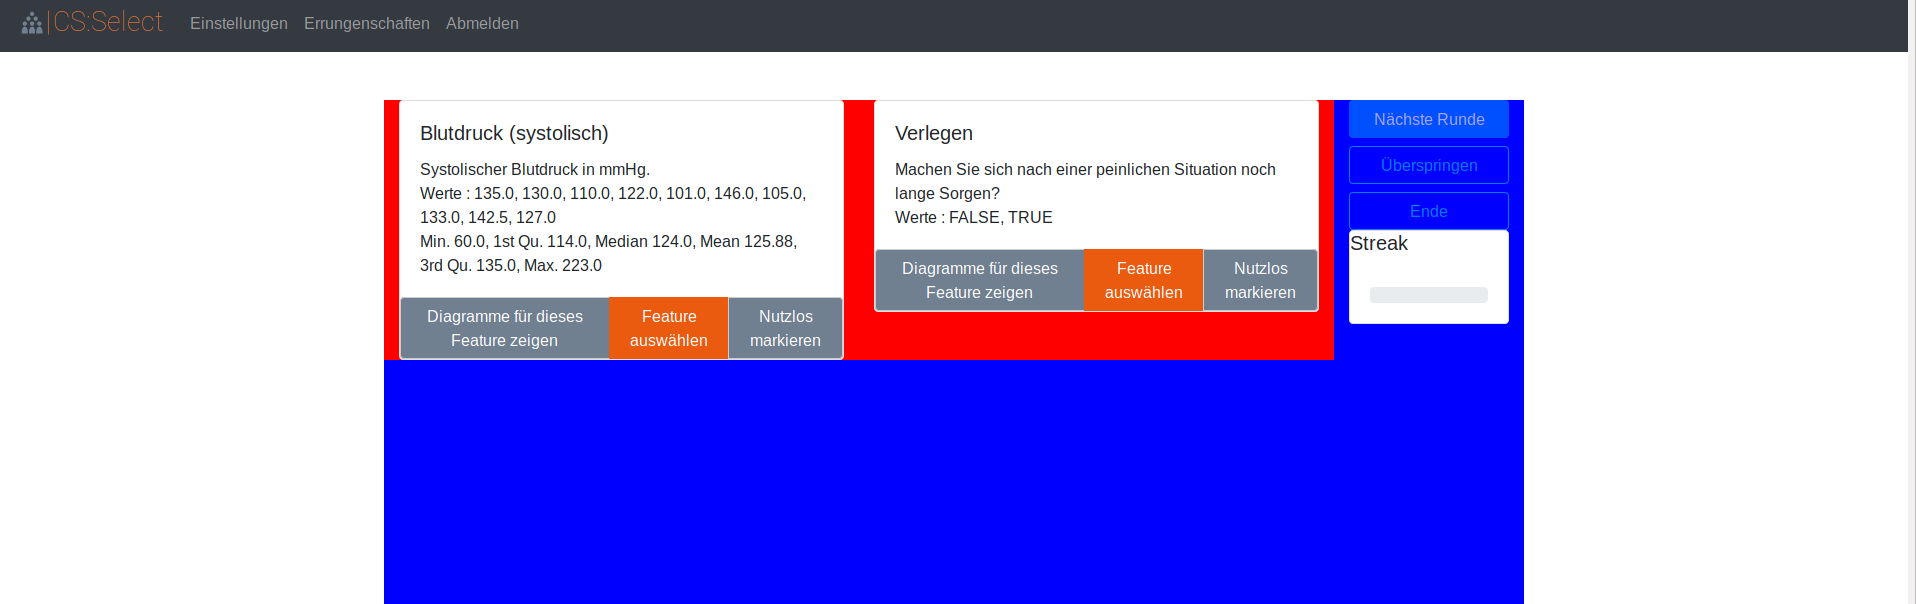 |CS:Select Einstellungen Errungenschaften Abmelden
Blutdruck (systolisch)
Systolischer Blutdruck in mmHg.
Werte : 135.0, 130.0, 110.0, 122.0, 101.0, 146.0, 105.0,
133.0, 142.5, 127.0
Min. 60.0, 1st Qu. 114.0, Median 124.0, Mean 125.88,
3rd Qu. 135.0, Max. 223.0
Diagramme für dieses
Feature zeigen
Feature
auswählen
Nutzlos
markieren
Verlegen
Machen Sie sich nach einer peinlichen Situation noch
lange Sorgen?
Werte : FALSE, TRUE
Diagramme für dieses
Feature zeigen
Feature
auswählen
Nutzlos
markieren
Nächste Runde
Überspringen
Ende
Streak